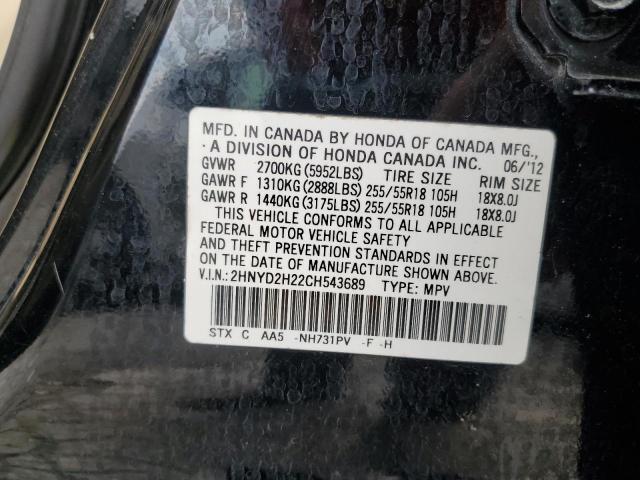 MFD. IN CANADA BY HONDA OF CANADA MFG.,
A DIVISION OF HONDA CANADA INC. 06/'12
GVWR 2700KG (5952LBS) TIRE SIZE RIM SIZE
GAWR F 1310KG (2888LBS) 255/55R18 105H 18X8.0J
GAWR R 1440KG (3175LBS) 255/55R18 105H 18X8.0J
THIS VEHICLE CONFORMS TO ALL APPLICABLE
FEDERAL MOTOR VEHICLE SAFETY
AND THEFT PREVENTION STANDARDS IN EFFECT
ON THE DATE OF MANUFACTURE SHOWN ABOVE.
V.I.N.: 2HNYD2H22CH543689 TYPE: MPV
STX C AA5 -NH731PV -F -H